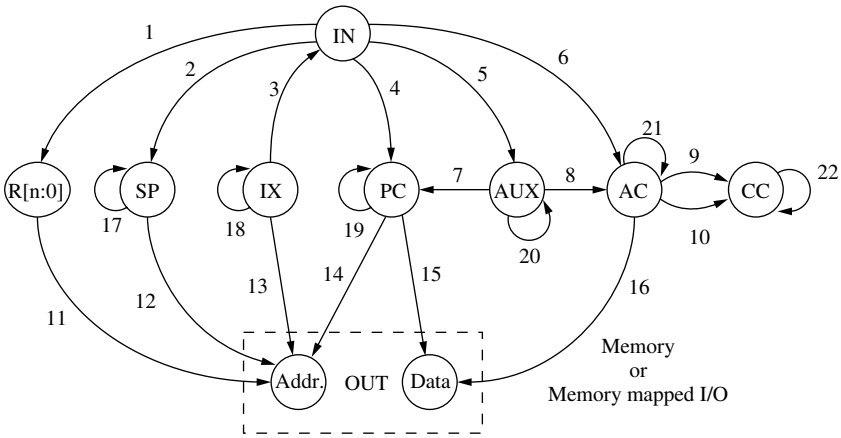 IN
1
2
3
4
5
6
R[n:0]
SP
IX
PC
7
AUX
8
AC
21
9
10
CC
22
17
18
19
20
11
12
13
14
15
16
Addr.
OUT
Data
Memory
or
Memory mapped I/O